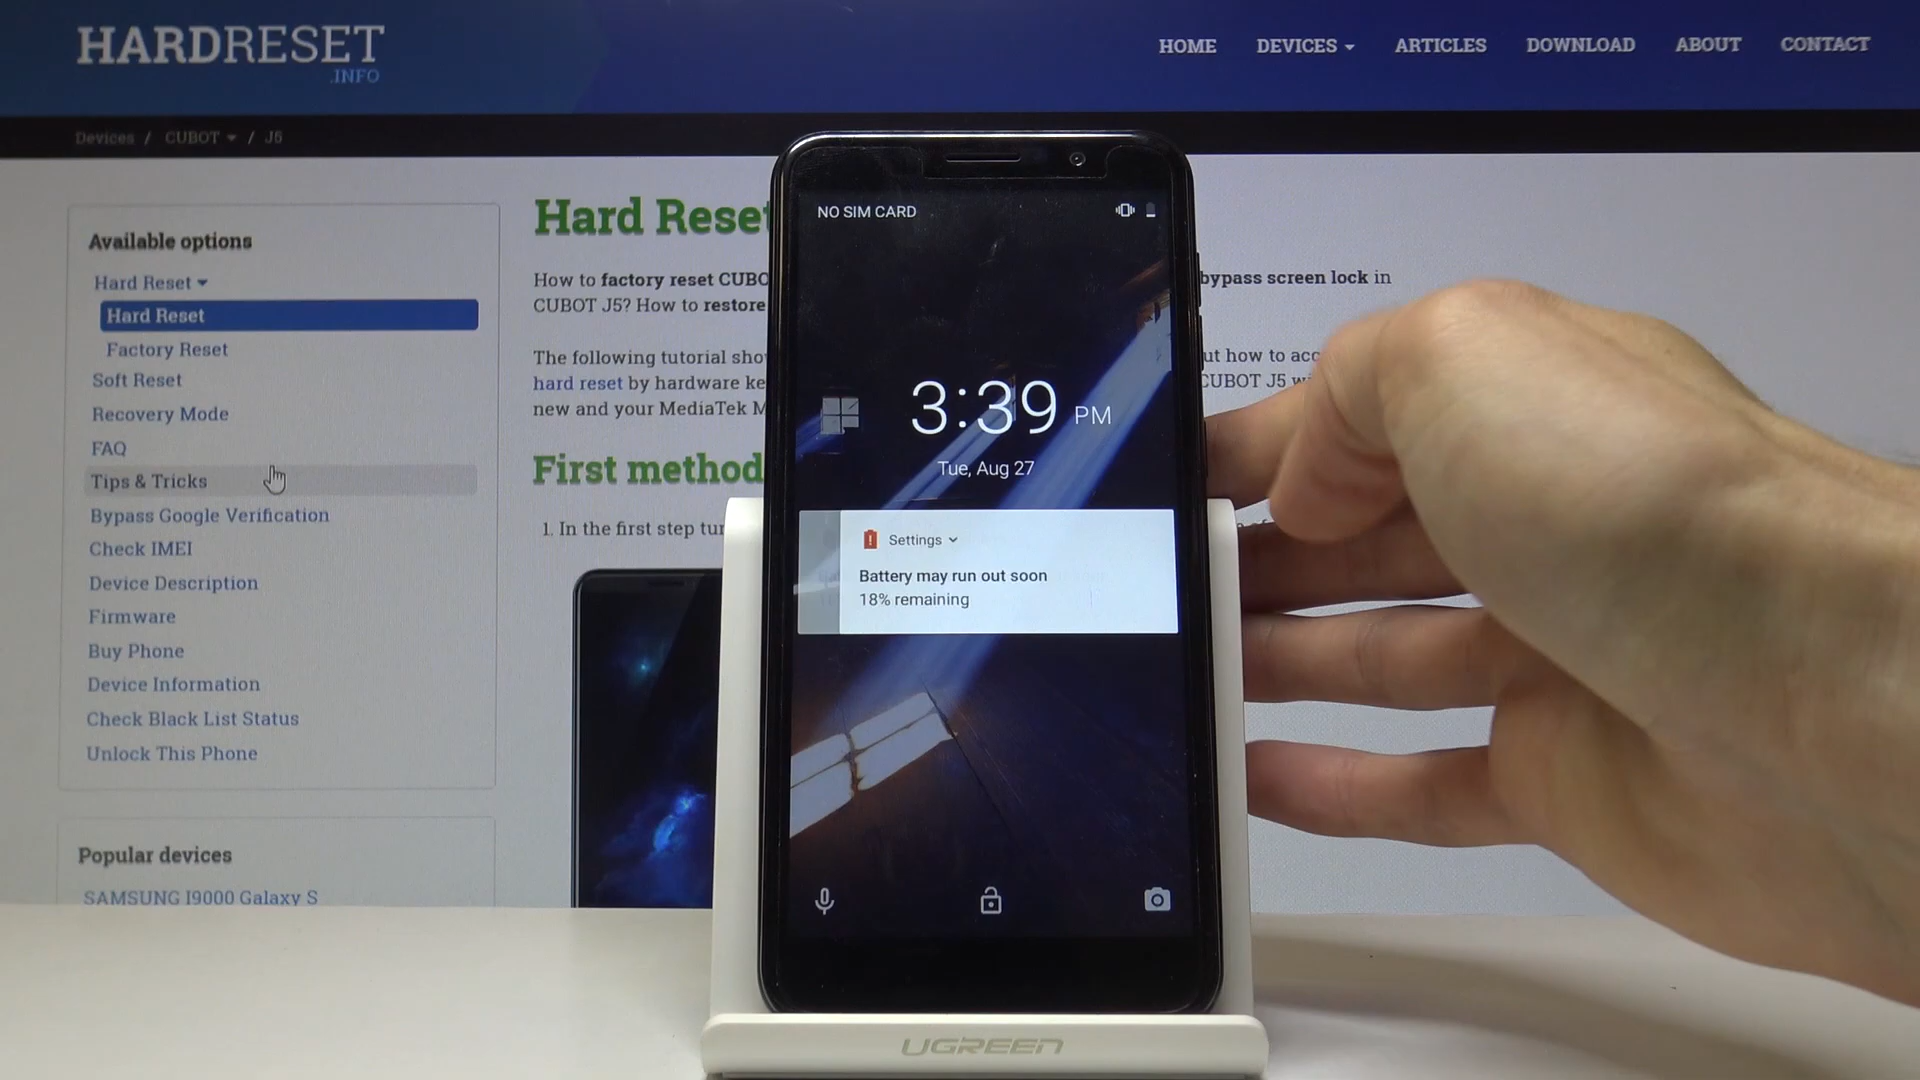 HARDRESET
.INFO
HOME DEVICES ARTICLES DOWNLOAD ABOUT CONTACT
Devices / CUBOT / J5
Available options
Hard Reset
Hard Reset
Factory Reset
Soft Reset
Recovery Mode
FAQ
Tips & Tricks
Bypass Google Verification
Check IMEI
Device Description
Firmware
Buy Phone
Device Information
Check Black List Status
Unlock This Phone
Popular devices
SAMSUNG I9000 Galaxy S
Hard Reset
How to factory reset CUBO bypass screen lock in
CUBOT J5? How to restore
The following tutorial sho ut how to acc
hard reset by hardware ke CUBOT J5 w
new and your MediaTek M
First method
1. In the first step tur
NO SIM CARD
3:39 PM
Tue, Aug 27
Settings
Battery may run out soon
18% remaining
UGREEN